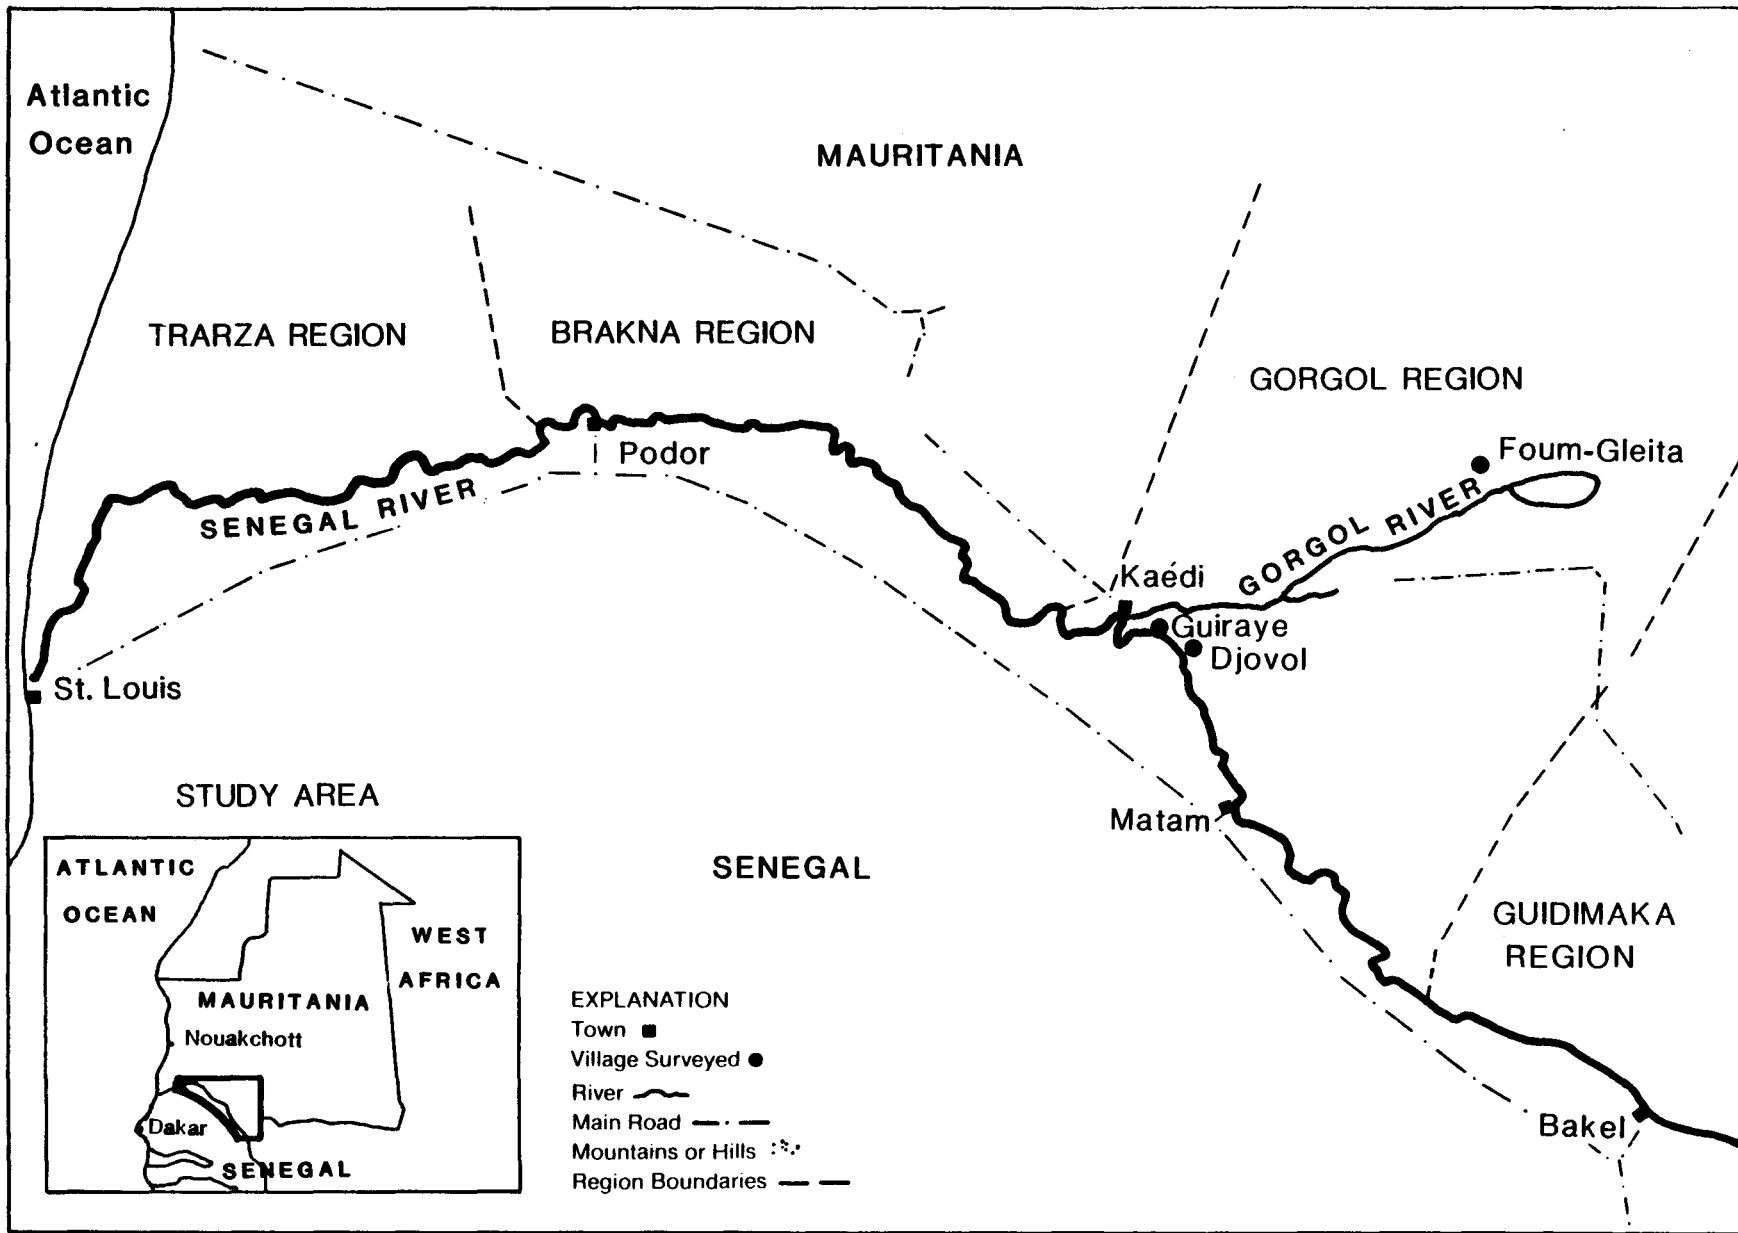 Atlantic
Ocean
MAURITANIA
TRARZA REGION
BRAKNA REGION
GORGOL REGION
Foum-Gleita
Podor
SENEGAL RIVER
GORGOL RIVER
Kaédi
Guiraye
Djovol
St. Louis
Matam
SENEGAL
GUIDIMAKA
REGION
Bakel
STUDY AREA
ATLANTIC
OCEAN
WEST
AFRICA
MAURITANIA
Nouakchott
Dakar
SENEGAL
EXPLANATION
Town
Village Surveyed
River
Main Road
Mountains or Hills
Region Boundaries